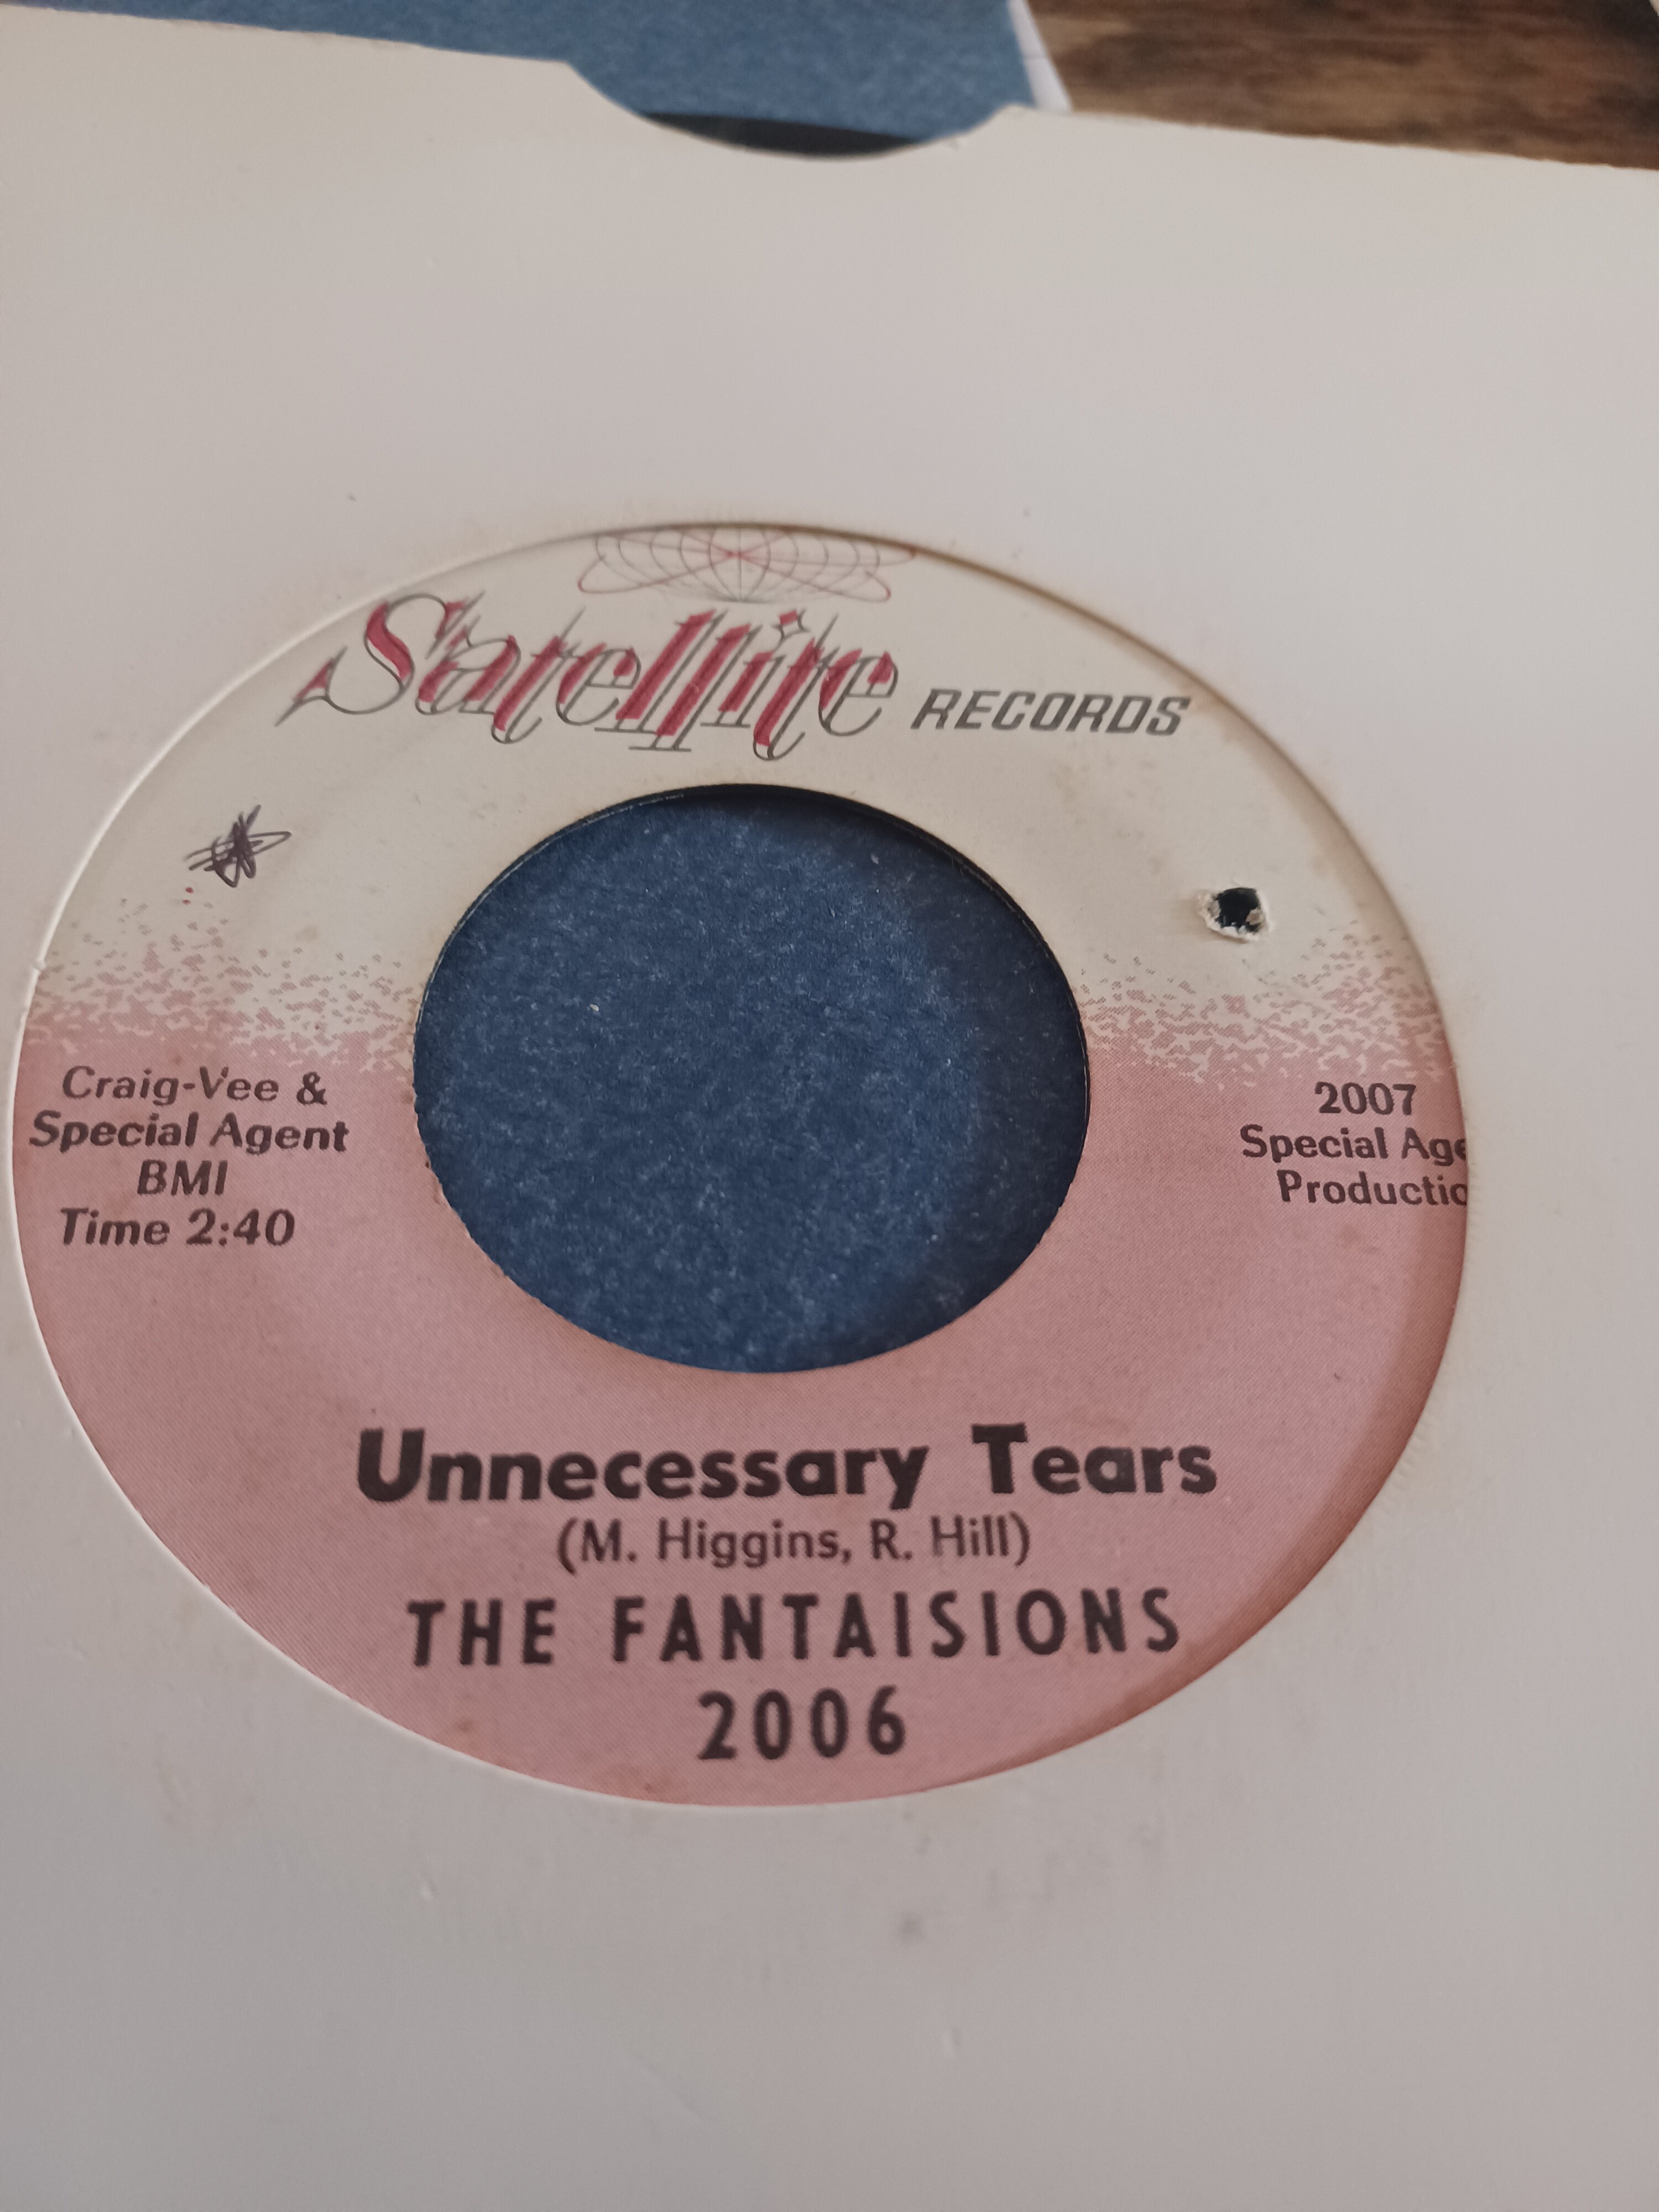 Satellite RECORDS
Craig-Vee &
Special Agent
BMI
Time 2:40
2007
Special Age
Productio
Unnecessary Tears
(M. Higgins, R. Hill)
THE FANTAISIONS
2006